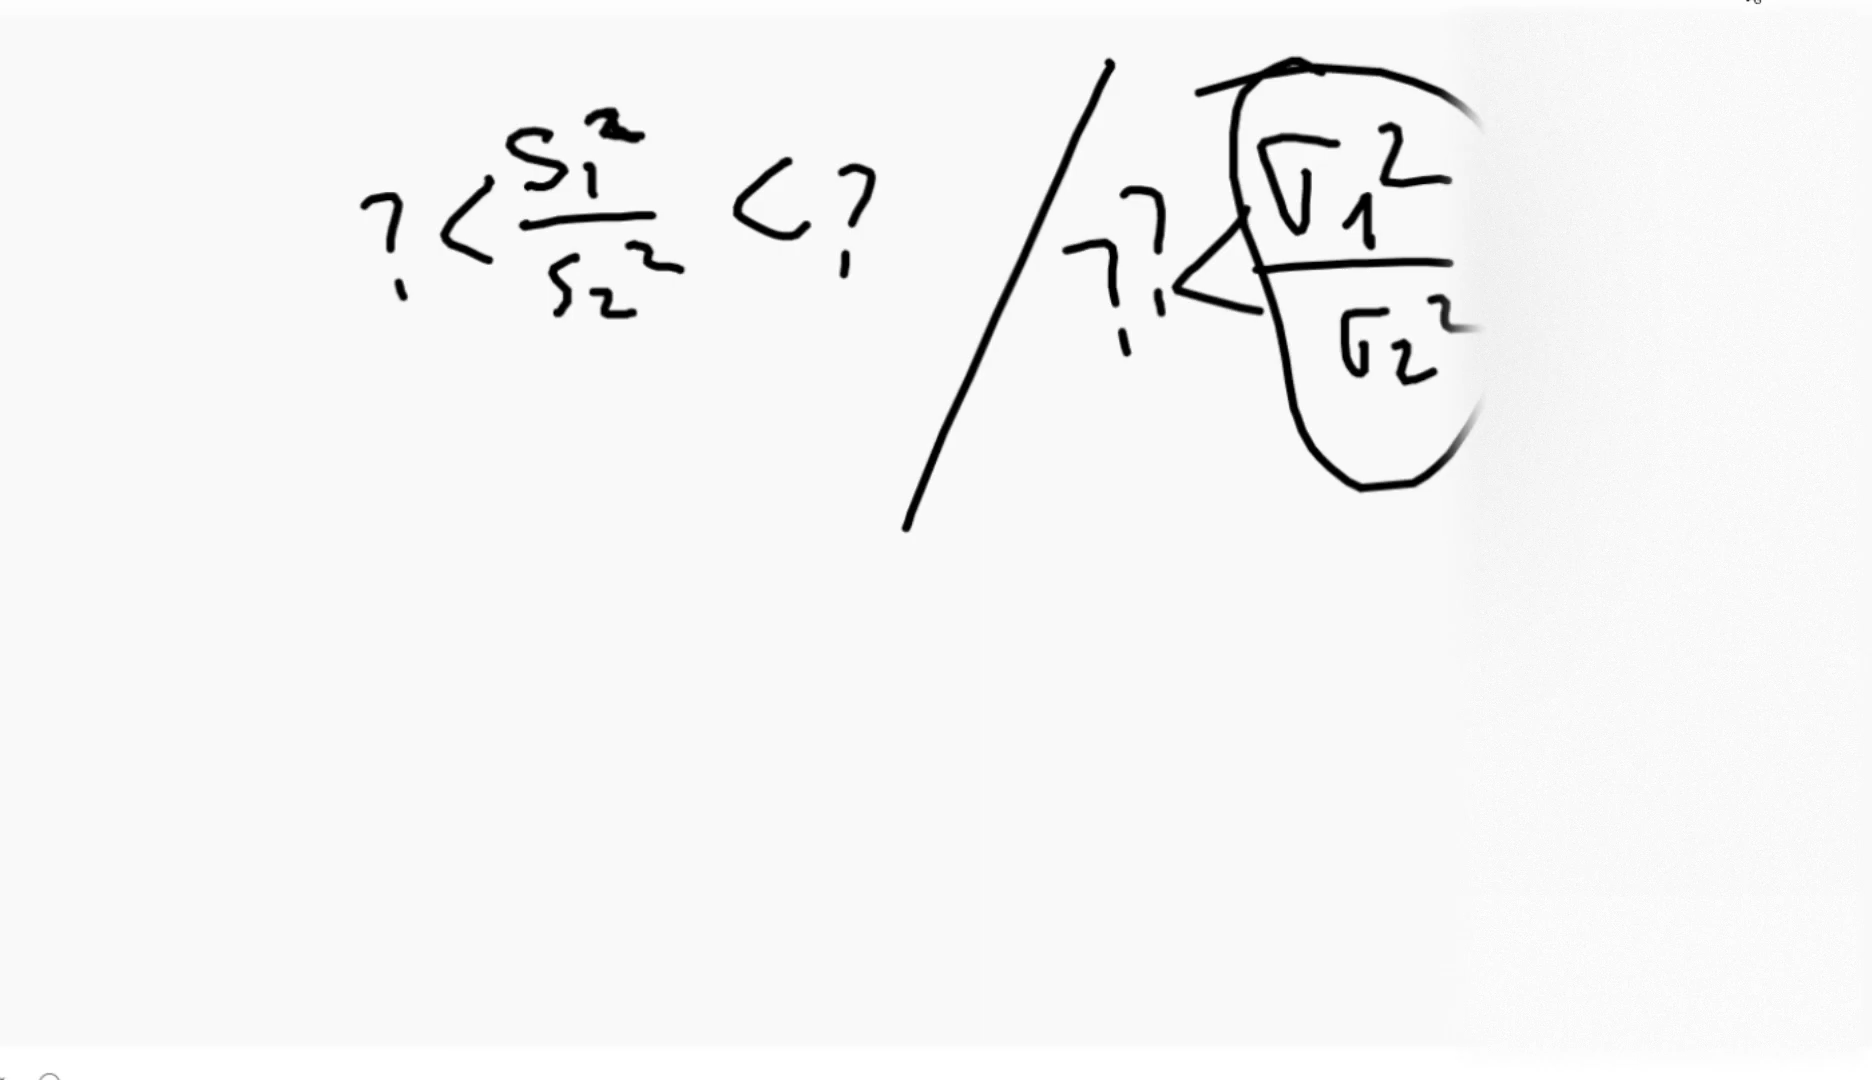 ? < S₁² / S₂² < ?
?? < σ₁² / σ₂²